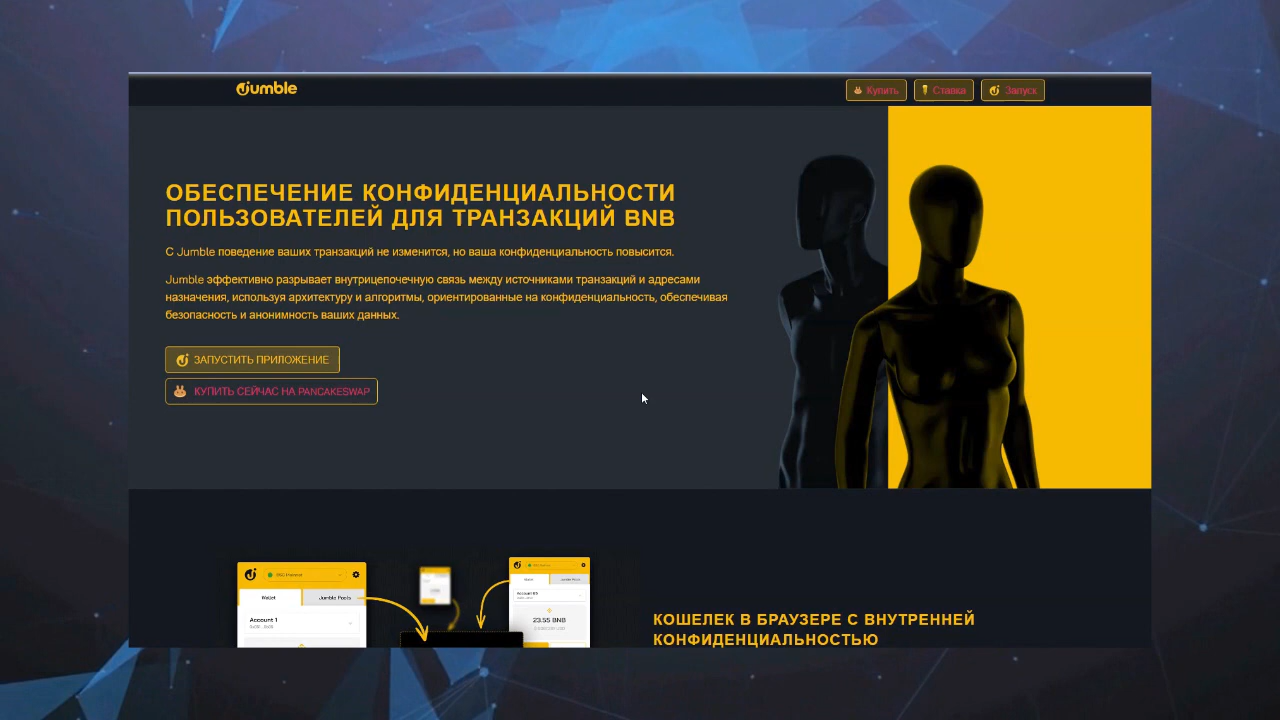 Jumble
Купить
Ставка
Запуск
ОБЕСПЕЧЕНИЕ КОНФИДЕНЦИАЛЬНОСТИ
ПОЛЬЗОВАТЕЛЕЙ ДЛЯ ТРАНЗАКЦИЙ BNB
С Jumble поведение ваших транзакций не изменится, но ваша конфиденциальность повысится.
Jumble эффективно разрывает внутрицепочечную связь между источниками транзакций и адресами
назначения, используя архитектуру и алгоритмы, ориентированные на конфиденциальность, обеспечивая
безопасность и анонимность ваших данных.
ЗАПУСТИТЬ ПРИЛОЖЕНИЕ
КУПИТЬ СЕЙЧАС НА PANCAKESWAP
Wallet
Jumble Pools
Account 1
Jumble Pools
23.55 BNB
КОШЕЛЕК В БРАУЗЕРЕ С ВНУТРЕННЕЙ
КОНФИДЕНЦИАЛЬНОСТЬЮ